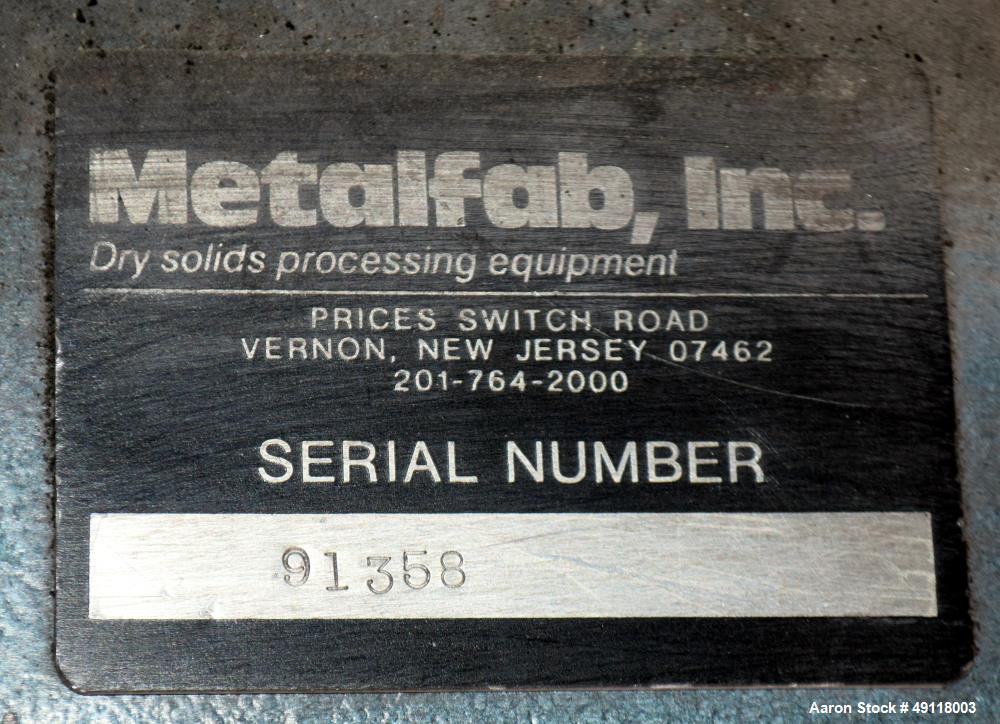 Metalfab, Inc.
Dry solids processing equipment
PRICES SWITCH ROAD
VERNON, NEW JERSEY 07462
201-764-2000
SERIAL NUMBER
91358
Aaron Stock # 49118003